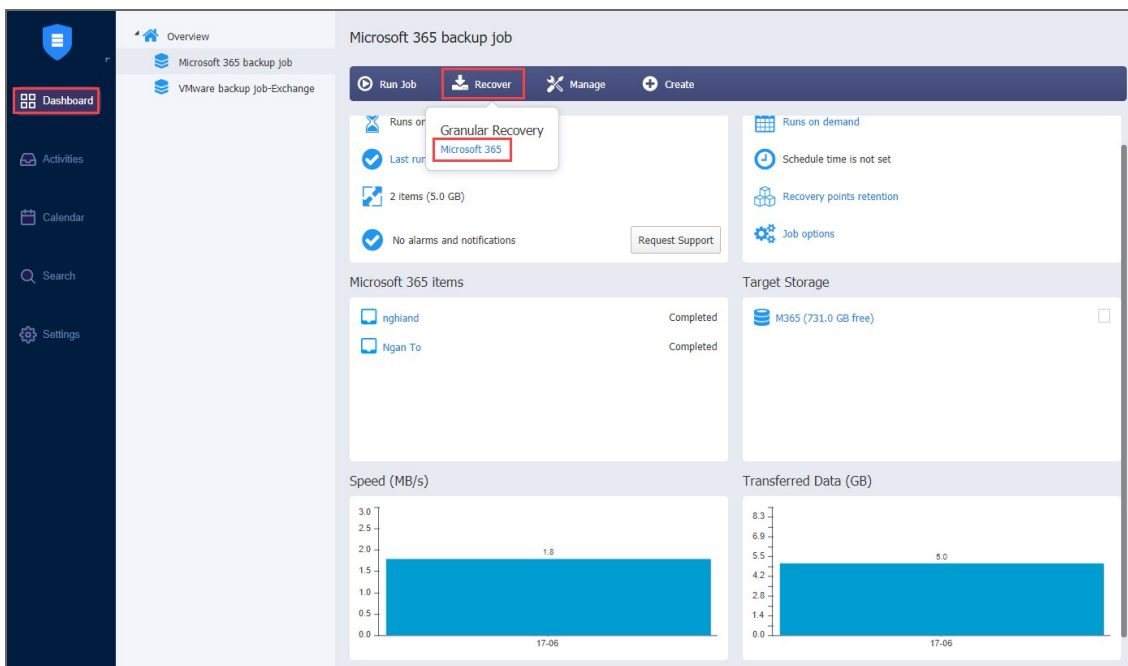 Overview
Microsoft 365 backup job
VMware backup job-Exchange
Dashboard
Activities
Calendar
Search
Settings
Microsoft 365 backup job
Run Job
Recover
Manage
Create
Granular Recovery
Microsoft 365
Runs on
Last run
2 items (5.0 GB)
No alarms and notifications
Request Support
Runs on demand
Schedule time is not set
Recovery points retention
Job options
Microsoft 365 items
nghiand
Completed
Ngan To
Completed
Target Storage
M365 (731.0 GB free)
Speed (MB/s)
3.0
2.5
2.0
1.5
1.0
0.5
0.0
1.8
17-06
Transferred Data (GB)
8.3
6.9
5.5
4.2
2.8
1.4
0.0
5.0
17-06